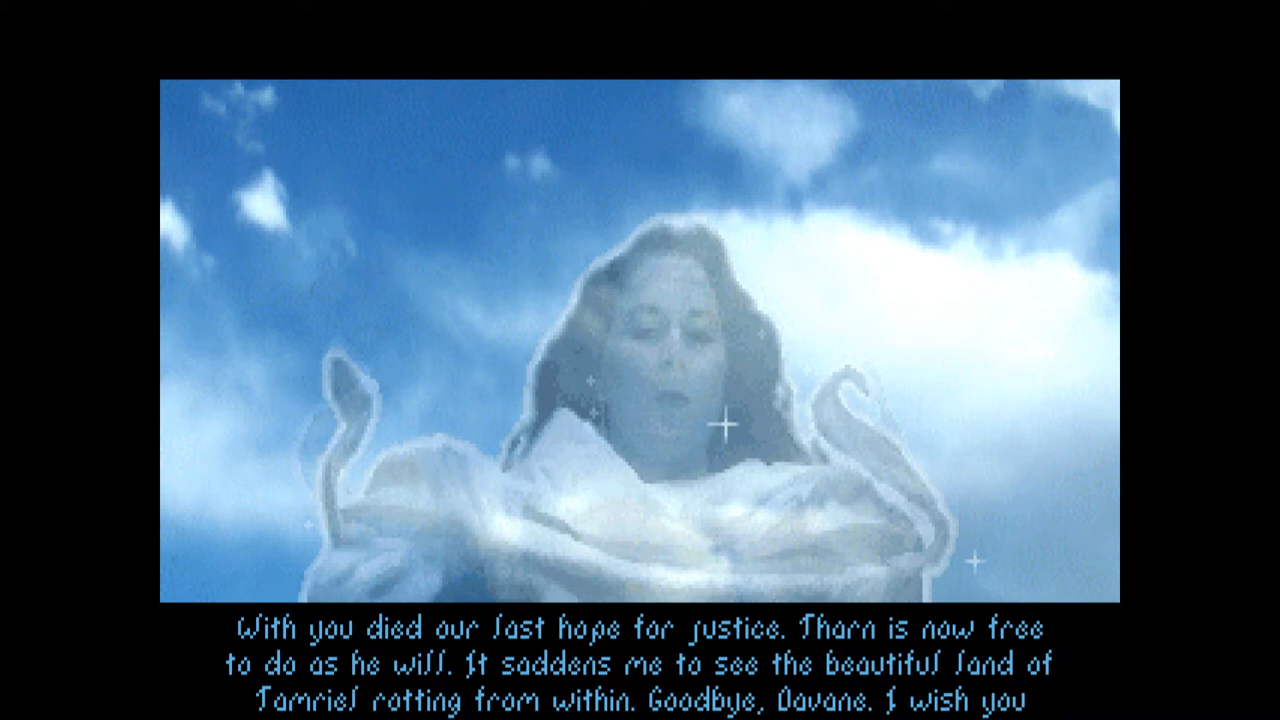 With you died our last hope for justice. Tharn is now free
to do as he will. It saddens me to see the beautiful land of
Tamriel rotting from within. Goodbye, Davane. I wish you